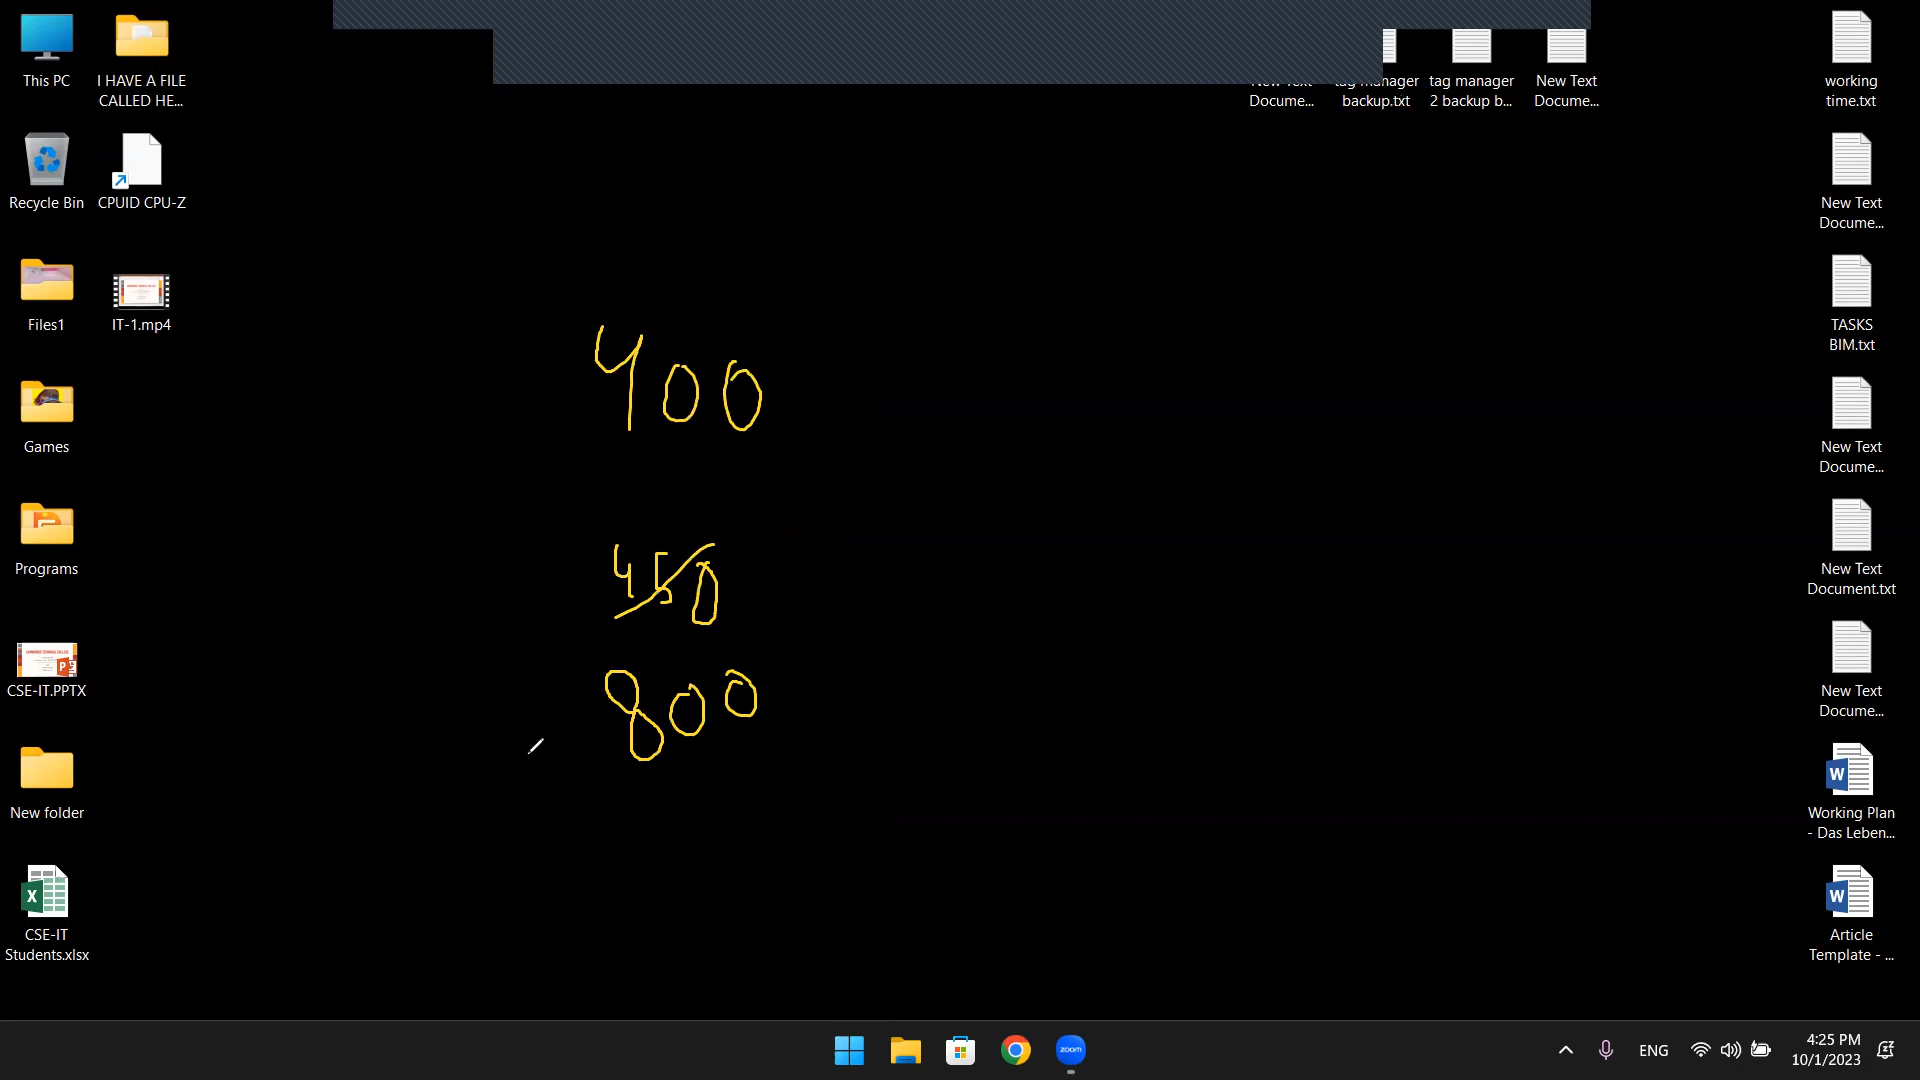 This PC
I HAVE A FILE
CALLED HE...
Docume...
tag manager
backup.txt
tag manager
2 backup b...
New Text
Docume...
working
time.txt
Recycle Bin
CPUID CPU-Z
New Text
Docume...
Files1
IT-1.mp4
TASKS
BIM.txt
400
Games
New Text
Docume...
450
Programs
New Text
Document.txt
800
CSE-IT.PPTX
New Text
Docume...
New folder
Working Plan
- Das Leben...
CSE-IT
Students.xlsx
Article
Template - ...
zoom
ENG
4:25 PM
10/1/2023